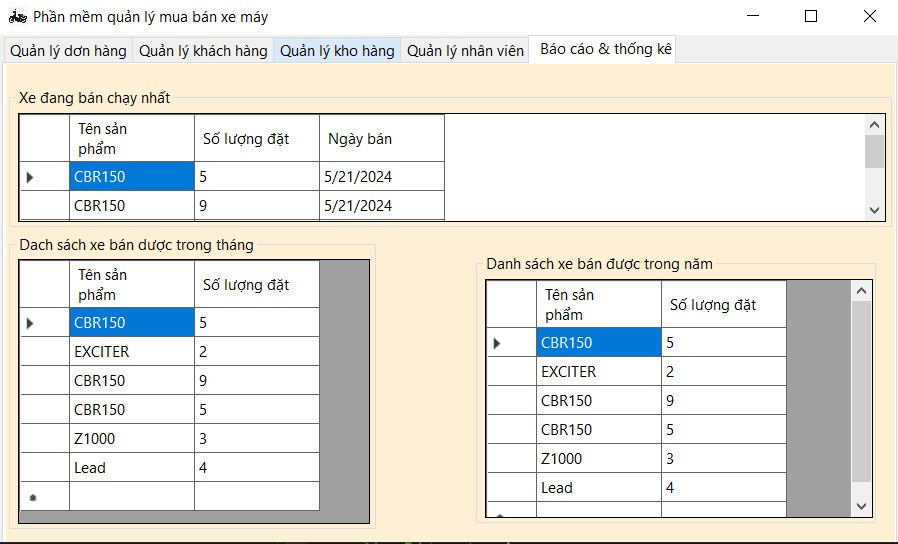 Phần mềm quản lý mua bán xe máy
Quản lý dơn hàng Quản lý khách hàng Quản lý kho hàng Quản lý nhân viên Báo cáo & thống kê
Xe đang bán chạy nhất
Tên sản phẩm Số lượng đặt Ngày bán
CBR150 5 5/21/2024
CBR150 9 5/21/2024
Dach sách xe bán dược trong tháng
Tên sản phẩm Số lượng đặt
CBR150 5
EXCITER 2
CBR150 9
CBR150 5
Z1000 3
Lead 4
Danh sách xe bán được trong năm
Tên sản phẩm Số lượng đặt
CBR150 5
EXCITER 2
CBR150 9
CBR150 5
Z1000 3
Lead 4